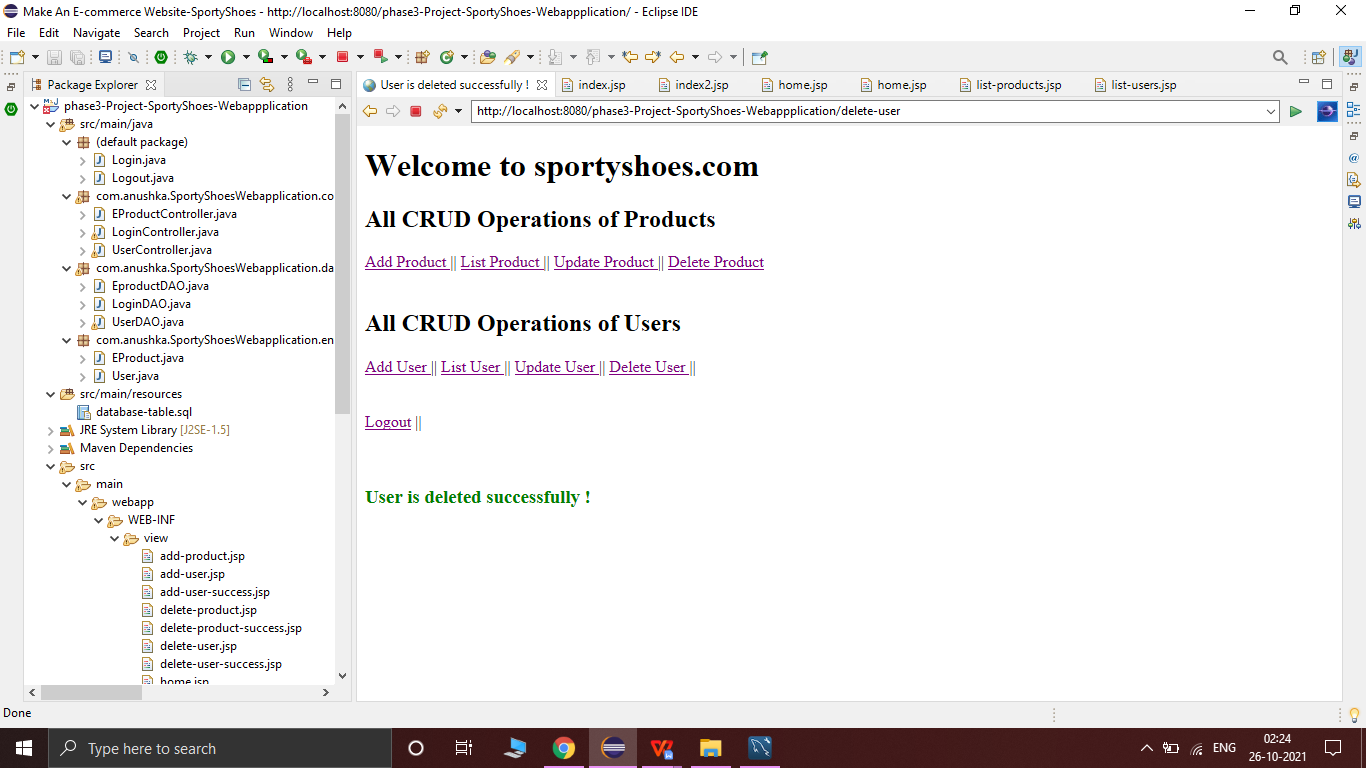 Make An E-commerce Website-SportyShoes - http://localhost:8080/phase3-Project-SportyShoes-Webappplication/ - Eclipse IDE
File Edit Navigate Search Project Run Window Help
Package Explorer
User is deleted successfully ! index.jsp index2.jsp home.jsp home.jsp list-products.jsp list-users.jsp
http://localhost:8080/phase3-Project-SportyShoes-Webappplication/delete-user
phase3-Project-SportyShoes-Webappplication
src/main/java
(default package)
Login.java
Logout.java
com.anushka.SportyShoesWebapplication.co
EProductController.java
LoginController.java
UserController.java
com.anushka.SportyShoesWebapplication.da
EproductDAO.java
LoginDAO.java
UserDAO.java
com.anushka.SportyShoesWebapplication.en
EProduct.java
User.java
src/main/resources
database-table.sql
JRE System Library [J2SE-1.5]
Maven Dependencies
src
main
webapp
WEB-INF
view
add-product.jsp
add-user.jsp
add-user-success.jsp
delete-product.jsp
delete-product-success.jsp
delete-user.jsp
delete-user-success.jsp
home.jsp
Welcome to sportyshoes.com
All CRUD Operations of Products
Add Product || List Product || Update Product || Delete Product
All CRUD Operations of Users
Add User || List User || Update User || Delete User ||
Logout ||
User is deleted successfully !
Done
Type here to search
ENG
02:24
26-10-2021